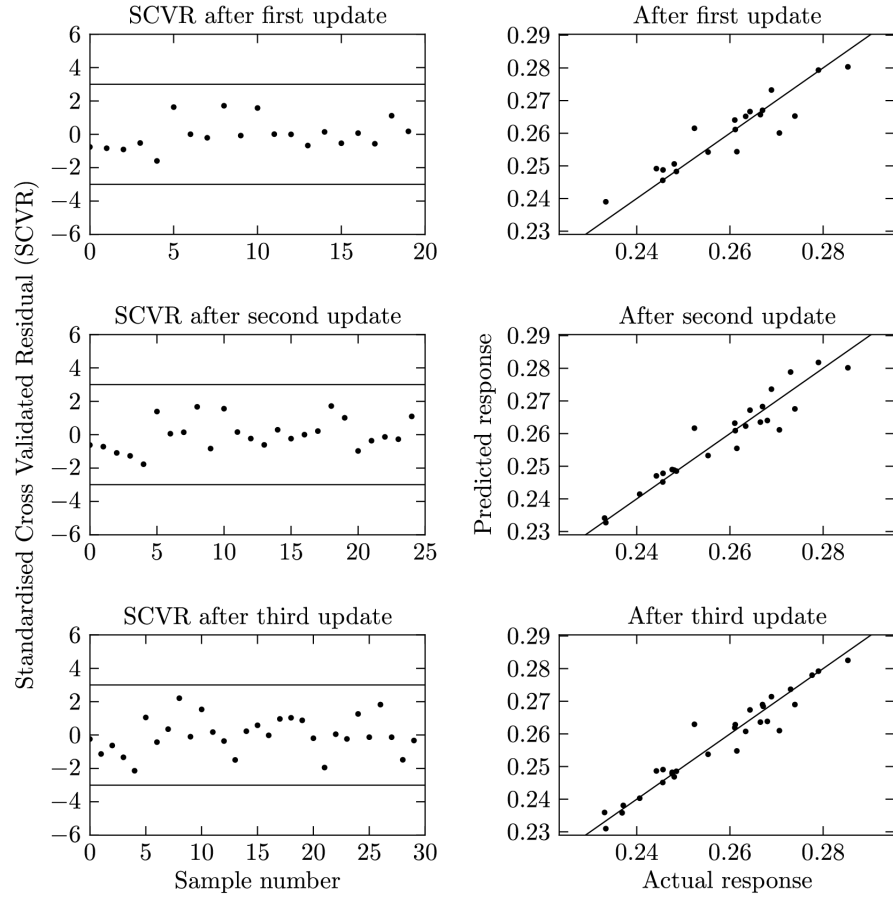 SCVR after first update
6
4
2
0
−2
−4
−6
0 5 10 15 20
After first update
0.29
0.28
0.27
0.26
0.25
0.24
0.23
0.24 0.26 0.28
SCVR after second update
6
4
2
0
−2
−4
−6
0 5 10 15 20 25
After second update
0.29
0.28
0.27
0.26
0.25
0.24
0.23
0.24 0.26 0.28
SCVR after third update
6
4
2
0
−2
−4
−6
0 5 10 15 20 25 30
After third update
0.29
0.28
0.27
0.26
0.25
0.24
0.23
0.24 0.26 0.28
Standardised Cross Validated Residual (SCVR)
Predicted response
Sample number
Actual response